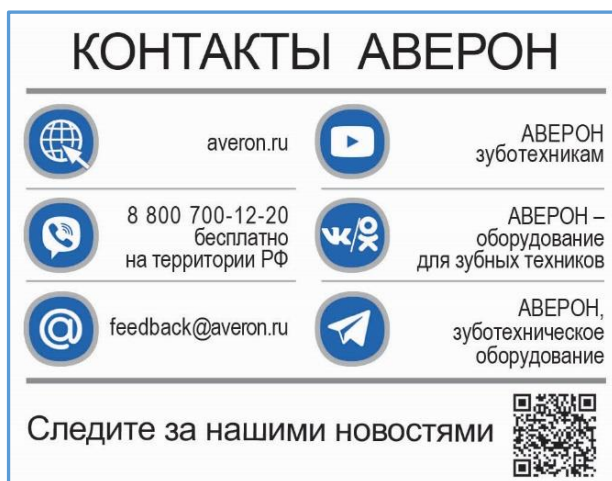 КОНТАКТЫ АВЕРОН
averon.ru
АВЕРОН
зуботехникам
8 800 700-12-20
бесплатно
на территории РФ
АВЕРОН –
оборудование
для зубных техников
feedback@averon.ru
АВЕРОН,
зуботехническое
оборудование
Следите за нашими новостями